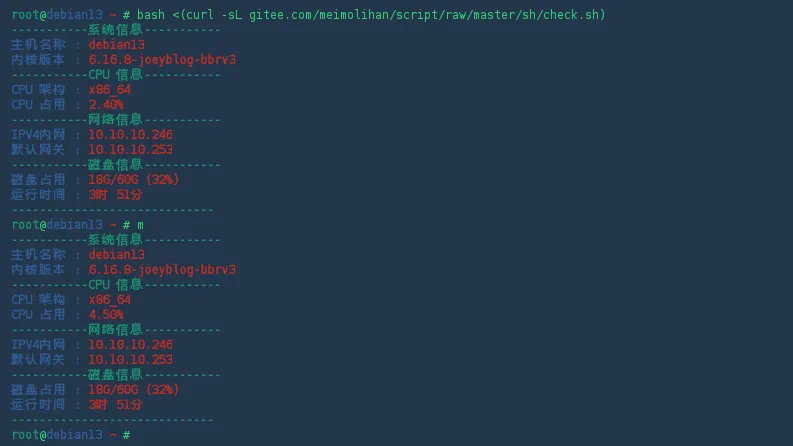 root@debian13 ~ # bash <(curl -sL gitee.com/meimolihan/script/raw/master/sh/check.sh)
-----------系统信息-----------
主机名称 : debian13
内核版本 : 6.16.8-joeyblog-bbrv3
-----------CPU 信息-----------
CPU 架构 : x86_64
CPU 占用 : 2.40%
-----------网络信息-----------
IPV4内网 : 10.10.10.246
默认网关 : 10.10.10.253
-----------磁盘信息-----------
磁盘占用 : 18G/60G (32%)
运行时间 : 3时 51分
-----------------------------
root@debian13 ~ # m
-----------系统信息-----------
主机名称 : debian13
内核版本 : 6.16.8-joeyblog-bbrv3
-----------CPU 信息-----------
CPU 架构 : x86_64
CPU 占用 : 4.50%
-----------网络信息-----------
IPV4内网 : 10.10.10.246
默认网关 : 10.10.10.253
-----------磁盘信息-----------
磁盘占用 : 18G/60G (32%)
运行时间 : 3时 51分
-----------------------------
root@debian13 ~ #